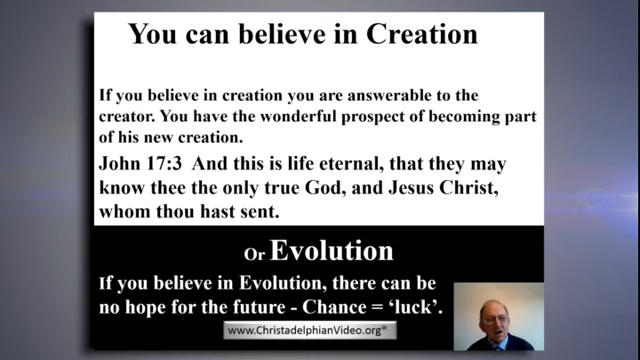 You can believe in Creation
If you believe in creation you are answerable to the
creator. You have the wonderful prospect of becoming part
of his new creation.
John 17:3 And this is life eternal, that they may
know thee the only true God, and Jesus Christ,
whom thou hast sent.
Or Evolution
If you believe in Evolution, there can be
no hope for the future - Chance = ‘luck’.
www.ChristadelphianVideo.org®